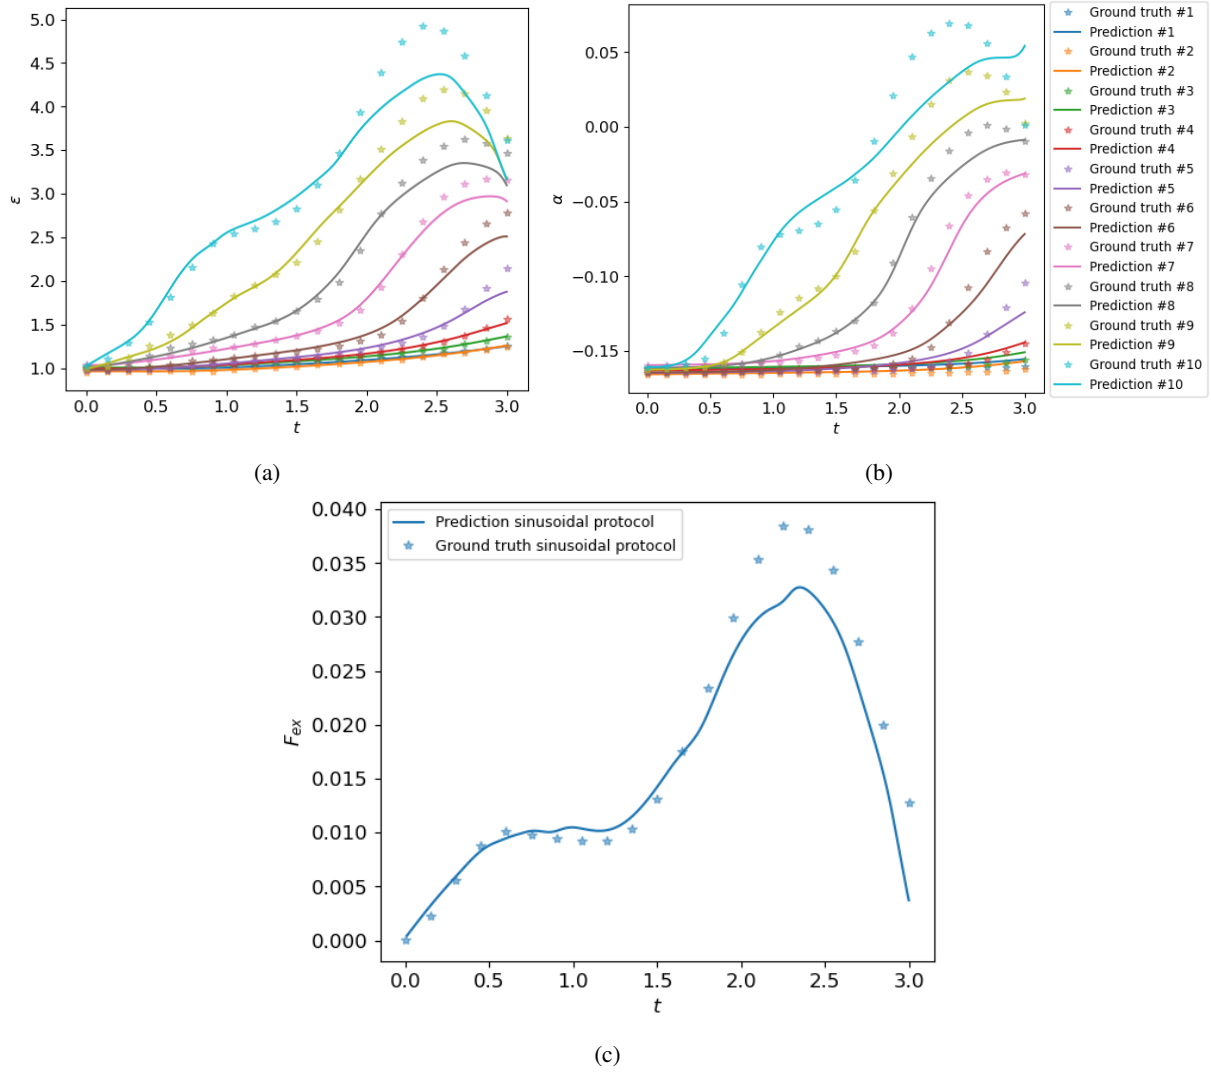 5.0
4.5
4.0
3.5
3.0
2.5
2.0
1.5
1.0
ε
0.0 0.5 1.0 1.5 2.0 2.5 3.0
t
(a)
0.05
0.00
−0.05
−0.10
−0.15
α
0.0 0.5 1.0 1.5 2.0 2.5 3.0
t
(b)
Ground truth #1
Prediction #1
Ground truth #2
Prediction #2
Ground truth #3
Prediction #3
Ground truth #4
Prediction #4
Ground truth #5
Prediction #5
Ground truth #6
Prediction #6
Ground truth #7
Prediction #7
Ground truth #8
Prediction #8
Ground truth #9
Prediction #9
Ground truth #10
Prediction #10
Prediction sinusoidal protocol
Ground truth sinusoidal protocol
0.040
0.035
0.030
0.025
0.020
0.015
0.010
0.005
0.000
F_ex
0.0 0.5 1.0 1.5 2.0 2.5 3.0
t
(c)